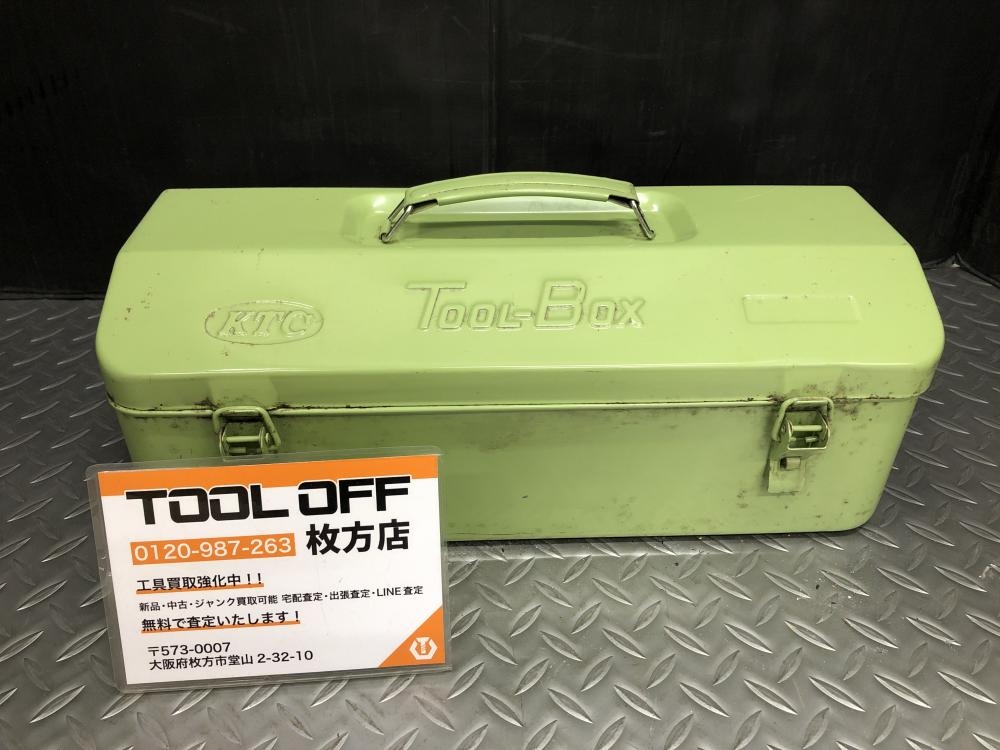 KTC
TOOL-BOX
TOOL OFF
0120-987-263 枚方店
工具買取強化中!!
新品・中古・ジャンク買取可能 宅配査定・出張査定・LINE査定
無料で査定いたします!
〒573-0007
大阪府枚方市堂山 2-32-10